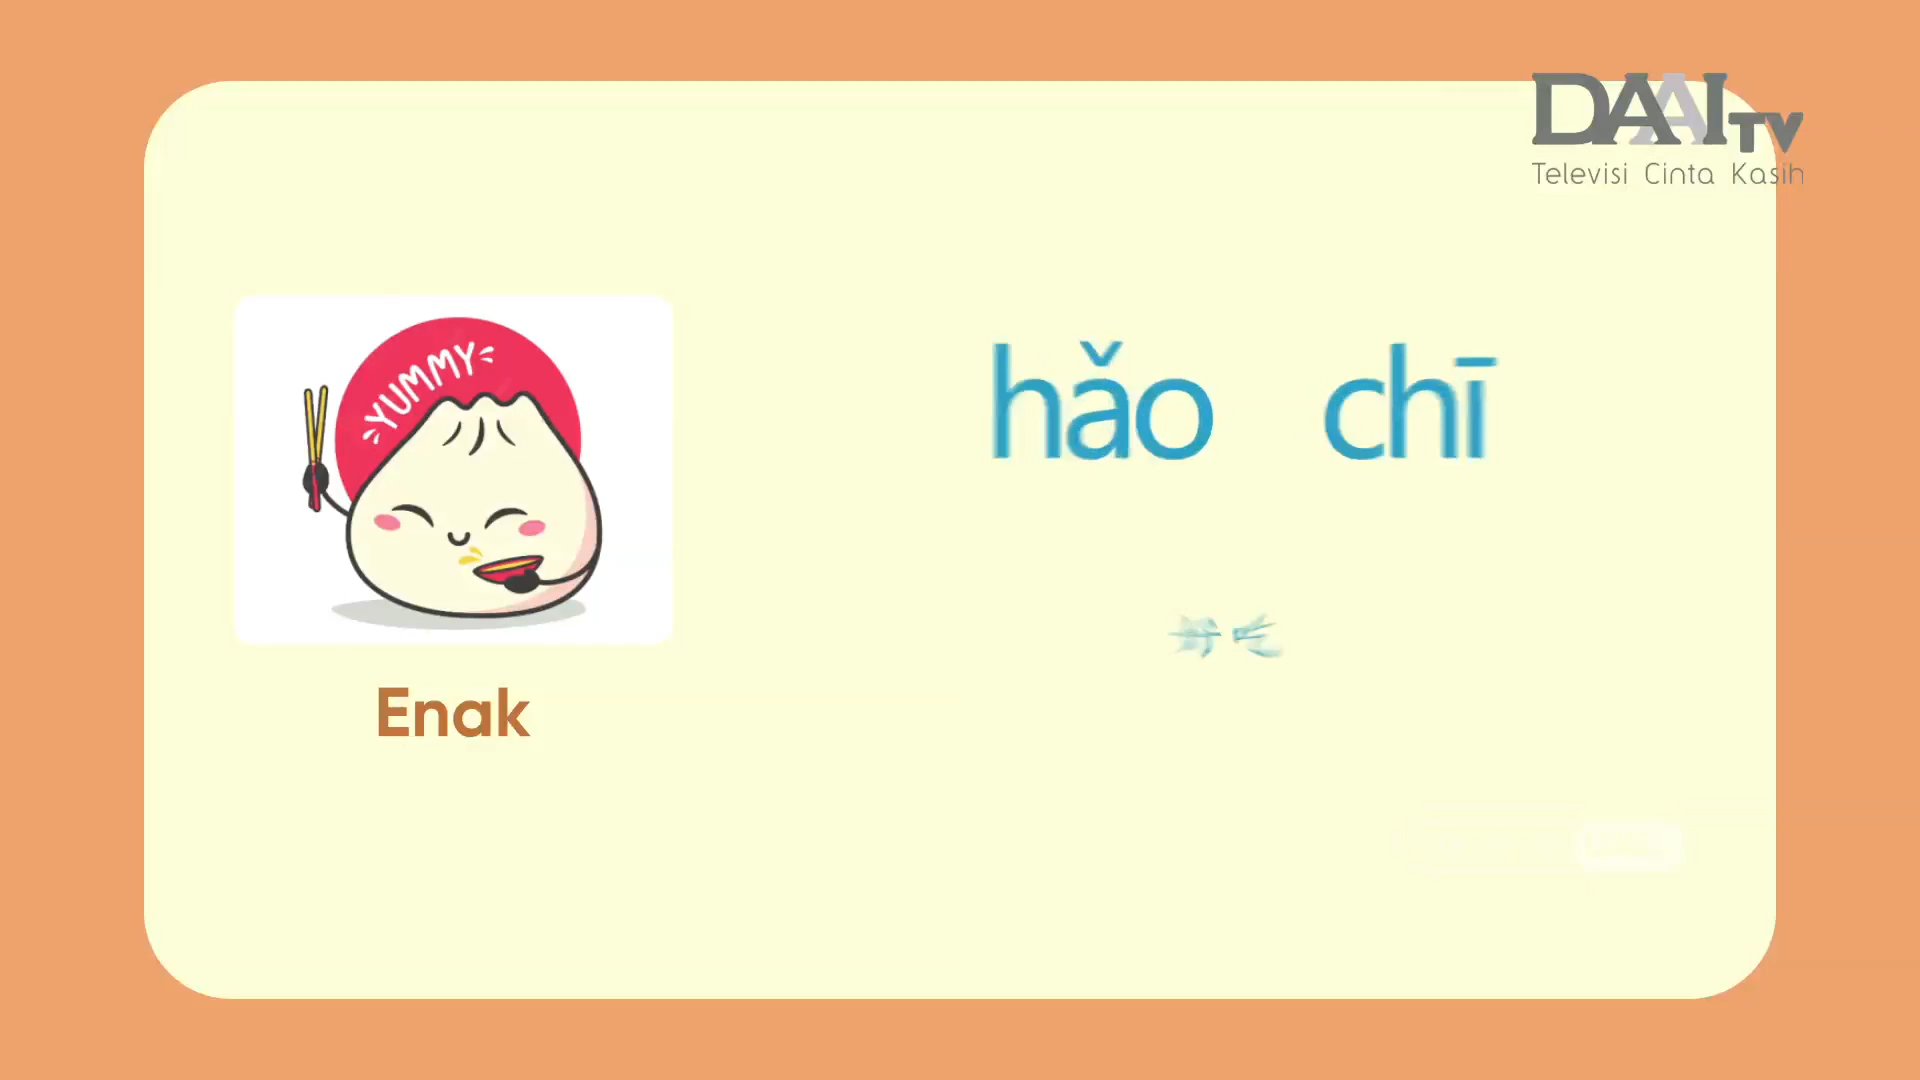 DAAI TV
Televisi Cinta Kasih
YUMMY
hǎo chī
Enak